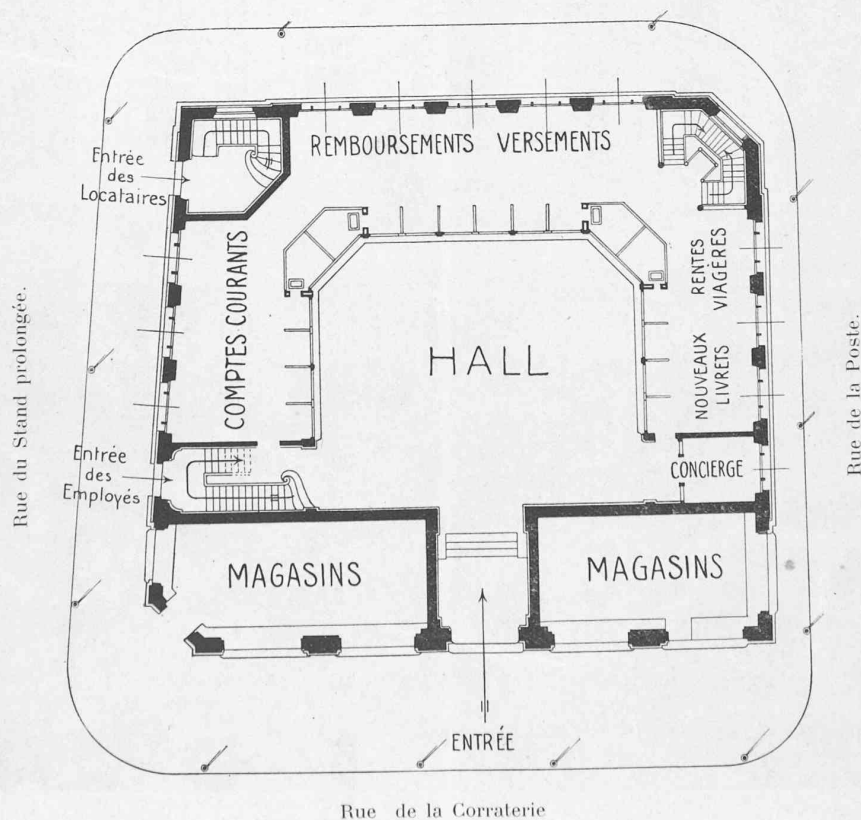 REMBOURSEMENTS VERSEMENTS
Entrée
des
Locataires
COMPTES COURANTS
RENTES
VIAGÈRES
HALL
NOUVEAUX
LIVRETS
Rue du Stand prolongée.
Rue de la Poste.
Entrée
des
Employés
CONCIERGE
MAGASINS
MAGASINS
ENTRÉE
Rue de la Corraterie